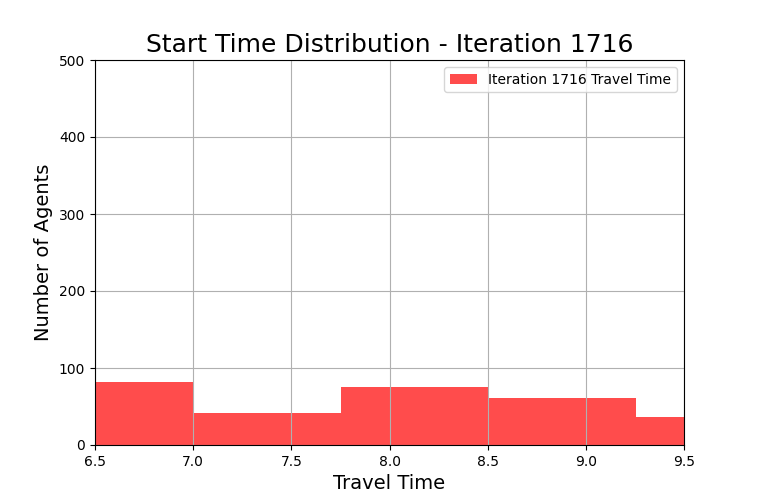 Start Time Distribution - Iteration 1716
Iteration 1716 Travel Time
Number of Agents
500
400
300
200
100
0
6.5 7.0 7.5 8.0 8.5 9.0 9.5
Travel Time